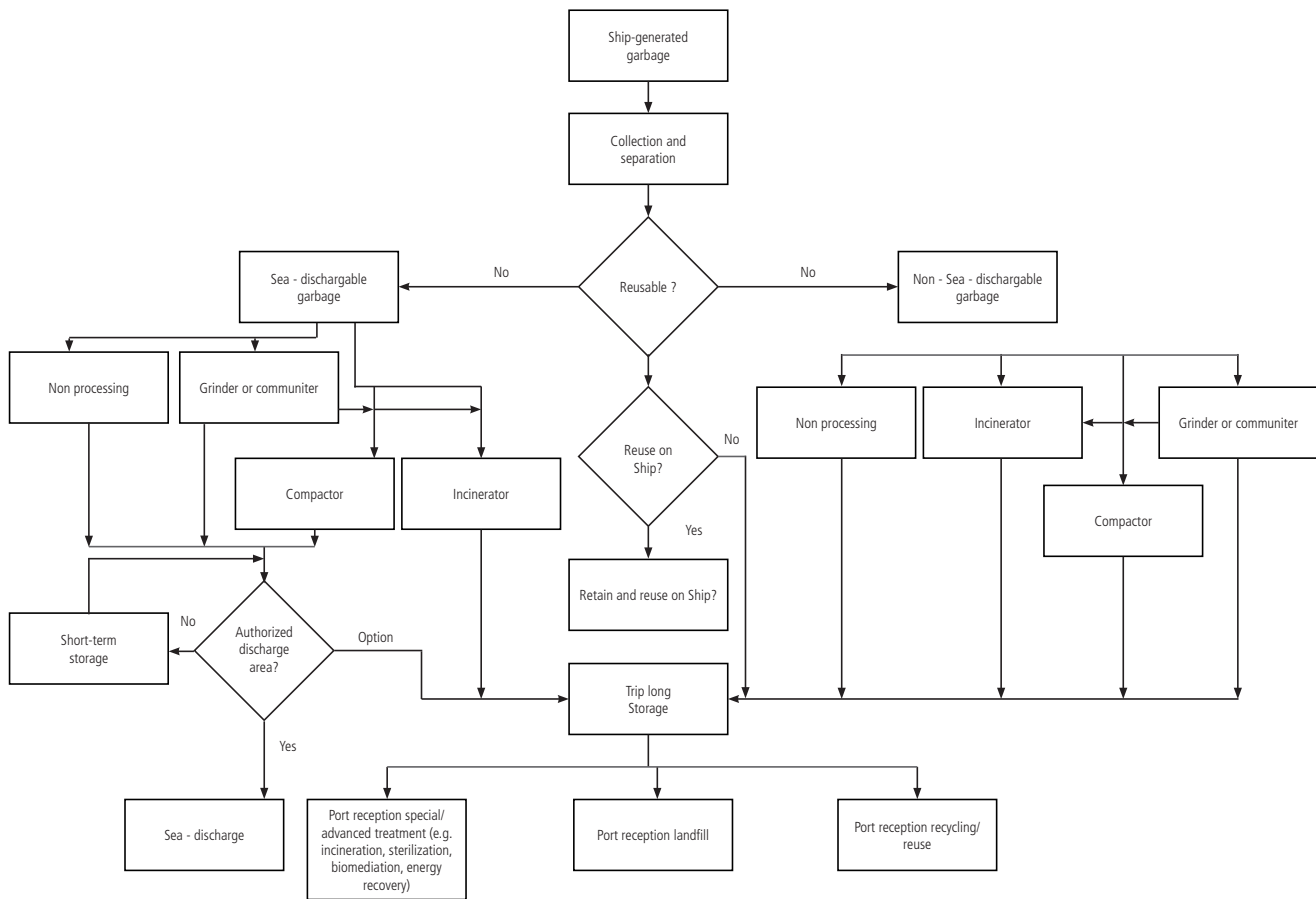 Ship-generated
garbage
Collection and
separation
Reusable ?
No
No
Sea - dischargable
garbage
Non - Sea - dischargable
garbage
Non processing
Grinder or communiter
Compactor
Incinerator
Reuse on
Ship?
No
Yes
Retain and reuse on Ship?
Non processing
Incinerator
Grinder or communiter
Compactor
Short-term
storage
No
Authorized
discharge
area?
Option
Yes
Trip long
Storage
Sea - discharge
Port reception special/
advanced treatment (e.g.
incineration, sterilization,
biomediation, energy
recovery)
Port reception landfill
Port reception recycling/
reuse